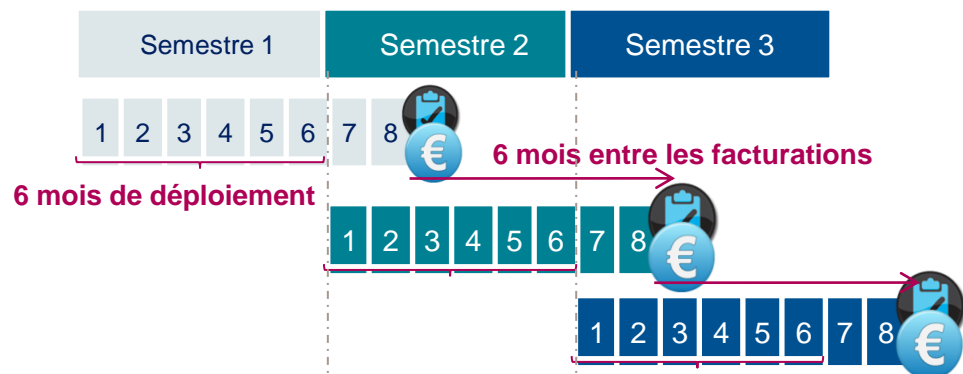 Semestre 1 Semestre 2 Semestre 3
1 2 3 4 5 6 7 8 €
6 mois entre les facturations
6 mois de déploiement
1 2 3 4 5 6 7 8 €
1 2 3 4 5 6 7 8 €